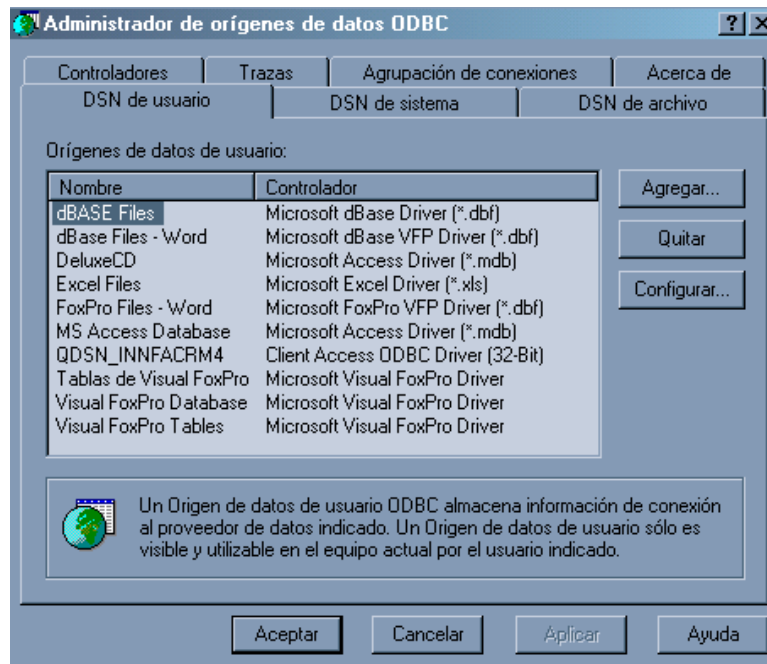 Administrador de orígenes de datos ODBC
Controladores Trazas Agrupación de conexiones Acerca de
DSN de usuario DSN de sistema DSN de archivo
Orígenes de datos de usuario:
Nombre Controlador
dBASE Files Microsoft dBase Driver (*.dbf)
dBase Files - Word Microsoft dBase VFP Driver (*.dbf)
DeluxeCD Microsoft Access Driver (*.mdb)
Excel Files Microsoft Excel Driver (*.xls)
FoxPro Files - Word Microsoft FoxPro VFP Driver (*.dbf)
MS Access Database Microsoft Access Driver (*.mdb)
QDSN_INNFACRM4 Client Access ODBC Driver (32-Bit)
Tablas de Visual FoxPro Microsoft Visual FoxPro Driver
Visual FoxPro Database Microsoft Visual FoxPro Driver
Visual FoxPro Tables Microsoft Visual FoxPro Driver
Agregar...
Quitar
Configurar...
Un Origen de datos de usuario ODBC almacena información de conexión
al proveedor de datos indicado. Un Origen de datos de usuario sólo es
visible y utilizable en el equipo actual por el usuario indicado.
Aceptar Cancelar Aplicar Ayuda